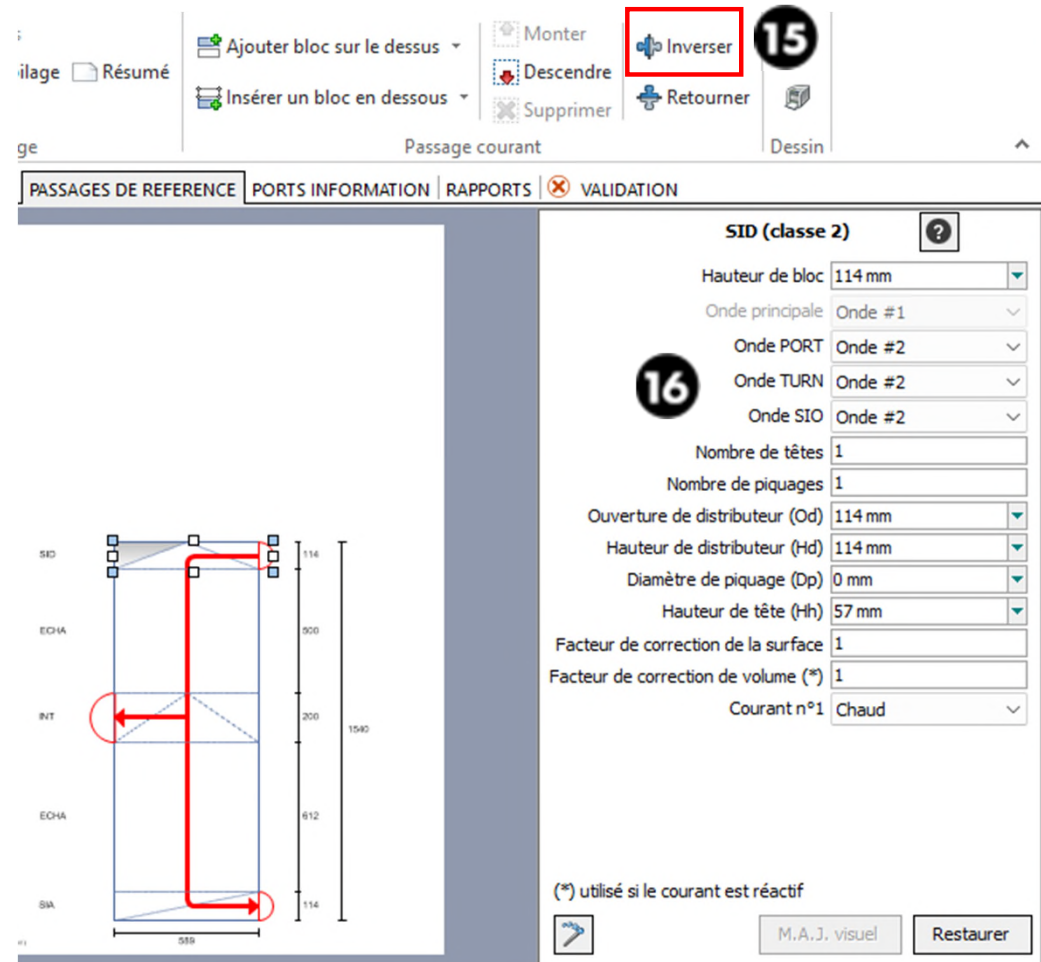 Ajouter bloc sur le dessus
Monter
Inverser
15
ilage
Résumé
Descendre
Insérer un bloc en dessous
Supprimer
Retourner
ge
Passage courant
Dessin
PASSAGES DE REFERENCE
PORTS INFORMATION
RAPPORTS
VALIDATION
SID (classe 2)
?
Hauteur de bloc 114 mm
Onde principale Onde #1
Onde PORT Onde #2
16
Onde TURN Onde #2
Onde SIO Onde #2
Nombre de têtes 1
Nombre de piquages 1
Ouverture de distributeur (Od) 114 mm
Hauteur de distributeur (Hd) 114 mm
Diamètre de piquage (Dp) 0 mm
Hauteur de tête (Hh) 57 mm
Facteur de correction de la surface 1
Facteur de correction de volume (*) 1
Courant n°1 Chaud
SID
114
ECHA
INT
200
1540
ECHA
612
SIA
114
589
(*) utilisé si le courant est réactif
M.A.J. visuel
Restaurer